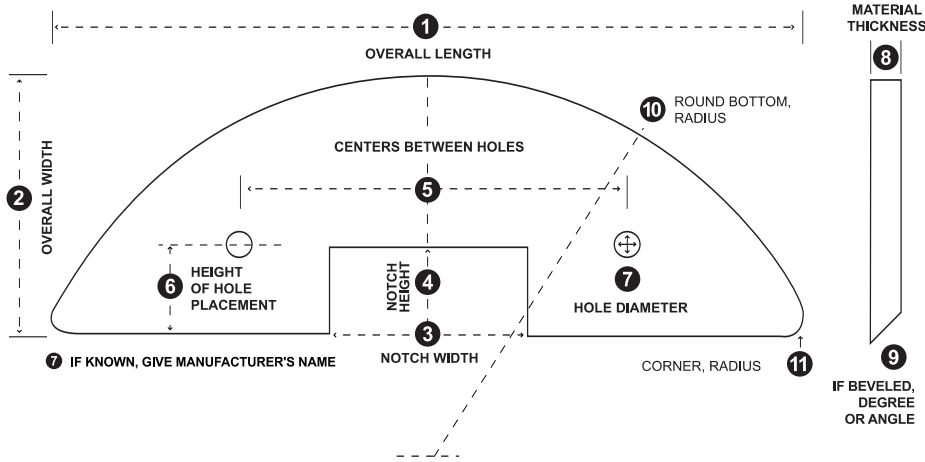 1
OVERALL LENGTH
MATERIAL
THICKNESS
8
2
OVERALL WIDTH
10 ROUND BOTTOM,
RADIUS
CENTERS BETWEEN HOLES
5
6
HEIGHT
OF HOLE
PLACEMENT
4
NOTCH
HEIGHT
7
HOLE DIAMETER
3
NOTCH WIDTH
7 IF KNOWN, GIVE MANUFACTURER'S NAME
CORNER, RADIUS
11
9
IF BEVELED,
DEGREE
OR ANGLE